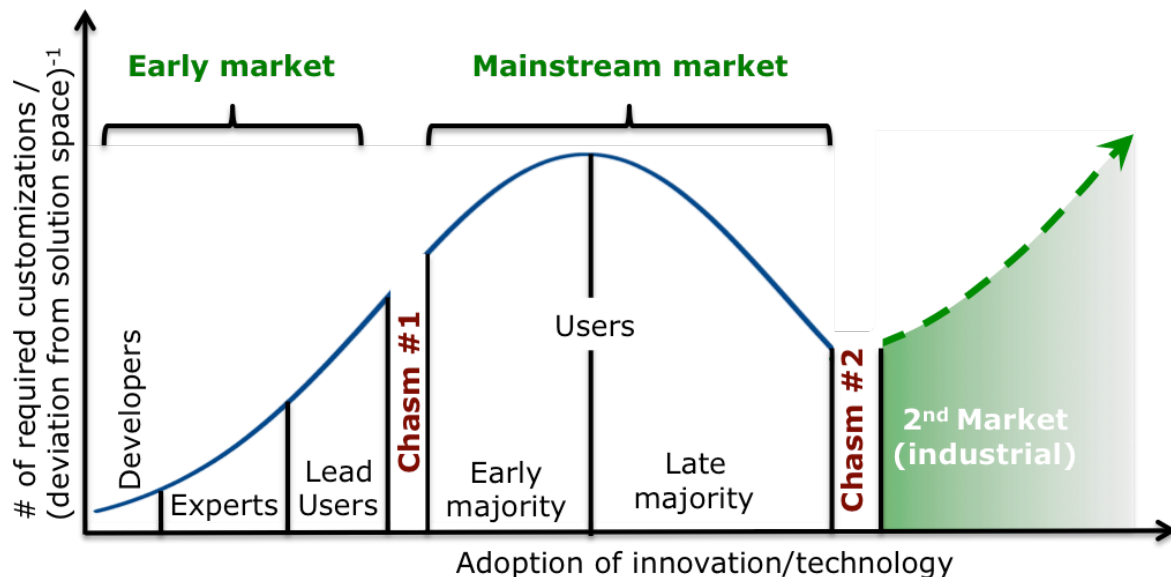 # of required customizations /
(deviation from solution space)-1
Early market
Mainstream market
Developers
Experts
Lead
Users
Chasm #1
Users
Early
majority
Late
majority
Chasm #2
2nd Market
(industrial)
Adoption of innovation/technology